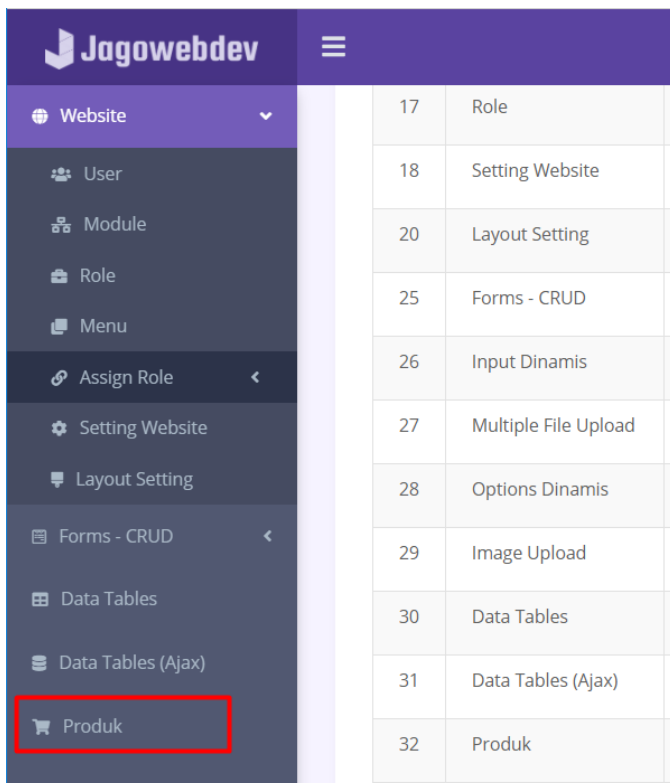 Jagowebdev
Website
User
Module
Role
Menu
Assign Role
Setting Website
Layout Setting
Forms - CRUD
Data Tables
Data Tables (Ajax)
Produk
17 Role
18 Setting Website
20 Layout Setting
25 Forms - CRUD
26 Input Dinamis
27 Multiple File Upload
28 Options Dinamis
29 Image Upload
30 Data Tables
31 Data Tables (Ajax)
32 Produk